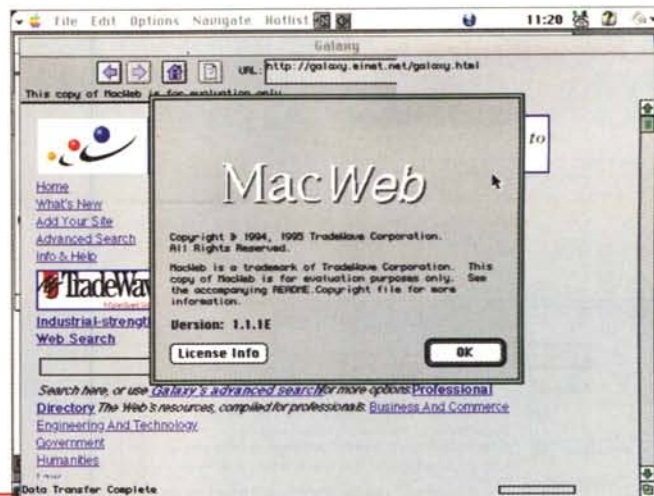 File Edit Options Navigate Hotlist 11:20
Galaxy
URL: http://galaxy.einet.net/galaxy.html
This copy of MacWeb is for evaluation only
to
MacWeb
Copyright © 1994, 1995 TradeWave Corporation.
All Rights Reserved.
MacWeb is a trademark of TradeWave Corporation. This
copy of MacWeb is for evaluation purposes only. See
the accompanying README.Copyright file for more
information.
Version: 1.1.1E
License Info OK
Home
What's New
Add Your Site
Advanced Search
Info & Help
TradeWav
Industrial-strengt
Web Search
Search here, or use Galaxy's advanced search for more options. Professional
Directory The Web's resources, compiled for professionals. Business And Commerce
Engineering And Technology
Government
Humanities
Data Transfer Complete